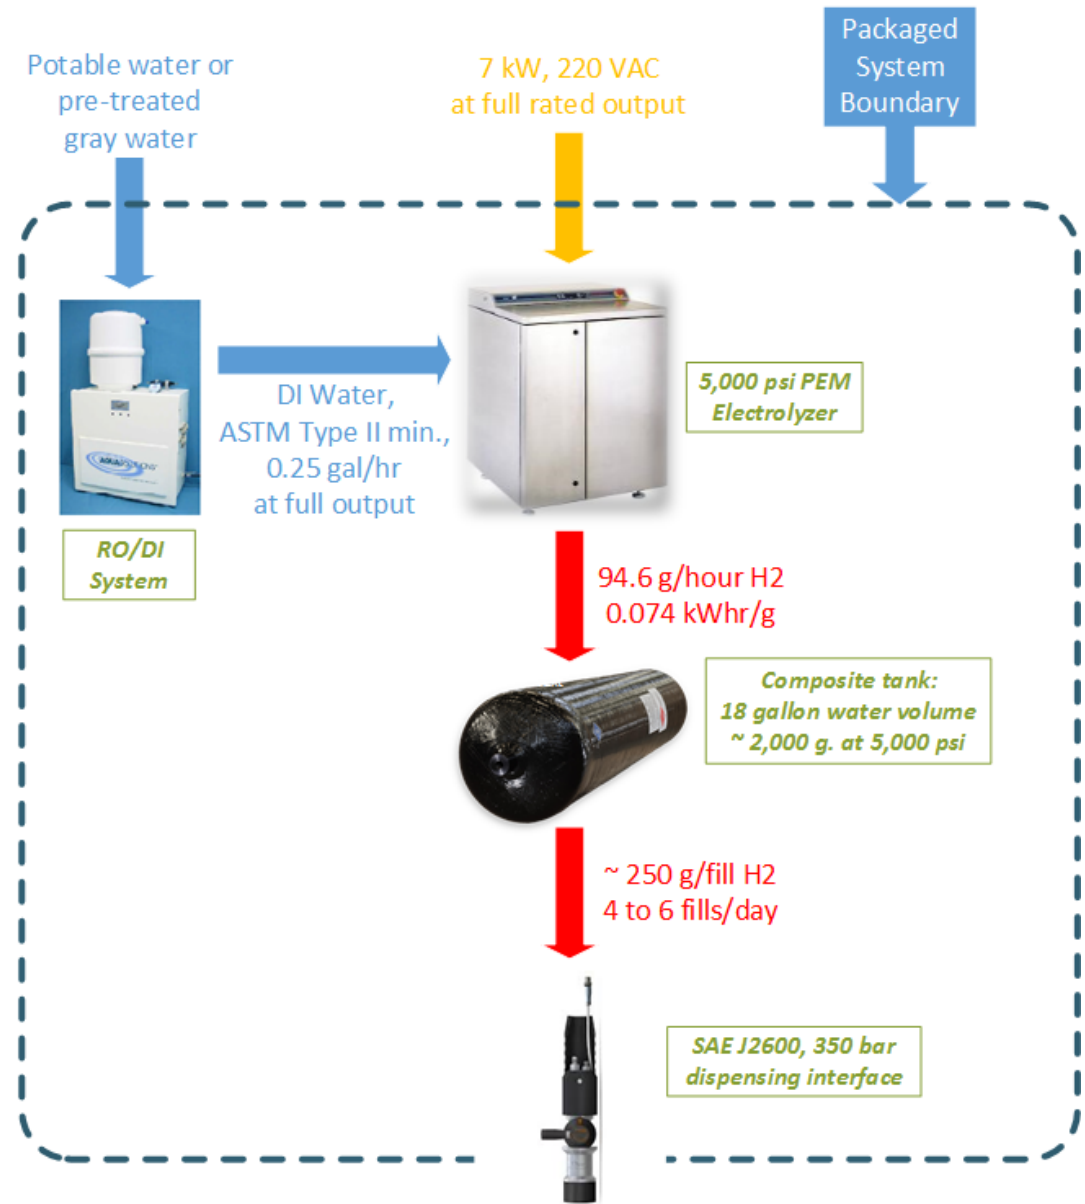 Potable water or
pre-treated
gray water
7 kW, 220 VAC
at full rated output
Packaged
System
Boundary
DI Water,
ASTM Type II min.,
0.25 gal/hr
at full output
5,000 psi PEM
Electrolyzer
RO/DI
System
94.6 g/hour H2
0.074 kWhr/g
Composite tank:
18 gallon water volume
~ 2,000 g. at 5,000 psi
~ 250 g/fill H2
4 to 6 fills/day
SAE J2600, 350 bar
dispensing interface